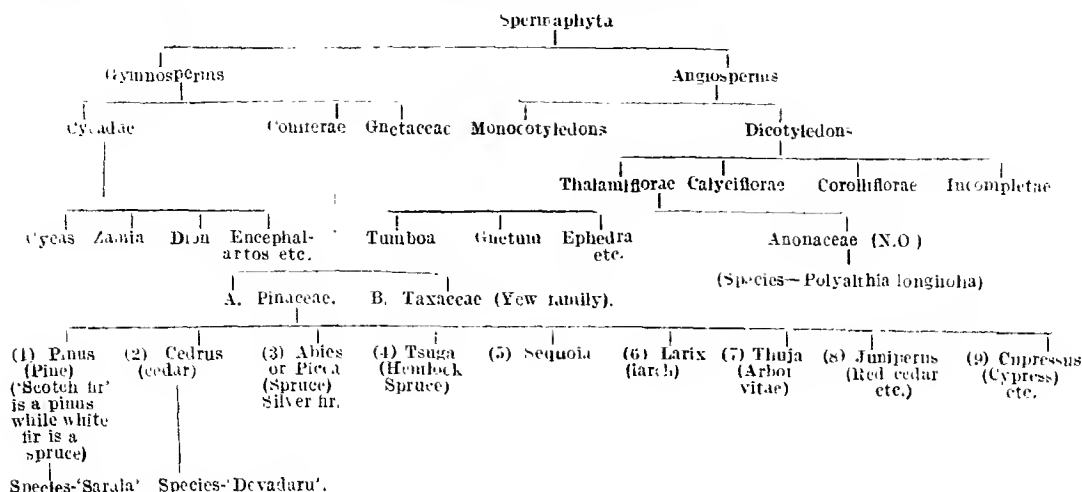 Spermaphyta
Gymnosperms Angiosperms
Cycadae Coniferae Gnetaceae Monocotyledons Dicotyledons
Thalamiflorae Calyciflorae Corolliflorae Incompletae
Cycas Zamia Dion Encephal- Tumboa Gnetum Ephedra Anonaceae (N.O)
artos etc. etc.
(Species—Polyalthia longifolia)
A. Pinaceae. B. Taxaceae (Yew family).
(1) Pinus (2) Cedrus (3) Abies (4) Tsuga (5) Sequoia (6) Larix (7) Thuja (8) Juniperus (9) Cupressus
(Pine) (cedar) or Picea (Hemlock (larch) (Arbor (Red cedar (Cypress)
('Scotch fir' (Spruce) Spruce) vitae) etc.) etc.
is a pinus Silver fir.
while white
fir is a
spruce)
Species-'Sarala' Species-'Devadaru'.